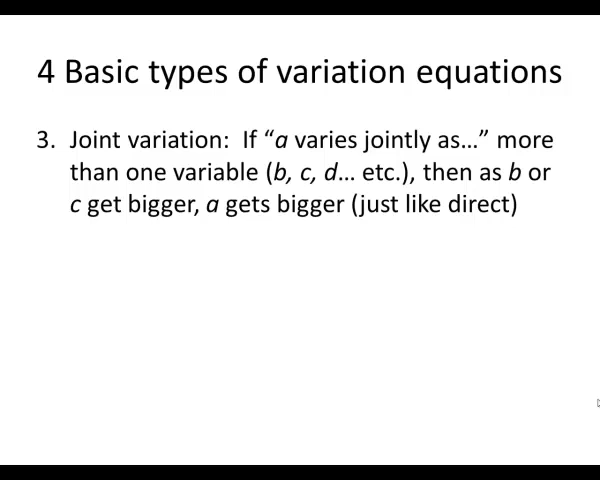 4 Basic types of variation equations
3. Joint variation: If “a varies jointly as…” more
than one variable (b, c, d… etc.), then as b or
c get bigger, a gets bigger (just like direct)